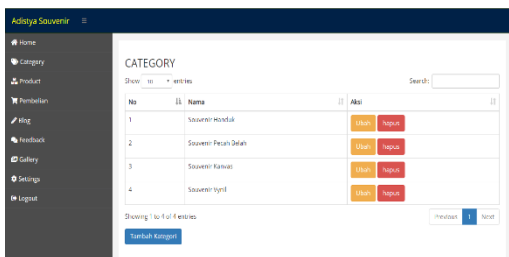 Adistya Souvenir
Home
Category
Product
Pembelian
Blog
Feedback
Gallery
Settings
Logout
CATEGORY
Show 10 entries
Search:
No Nama Aksi
1 Souvenir Handuk Ubah hapus
2 Souvenir Pecah Belah Ubah hapus
3 Souvenir Kanvas Ubah hapus
4 Souvenir Vynil Ubah hapus
Showing 1 to 4 of 4 entries
Previous 1 Next
Tambah Kategori